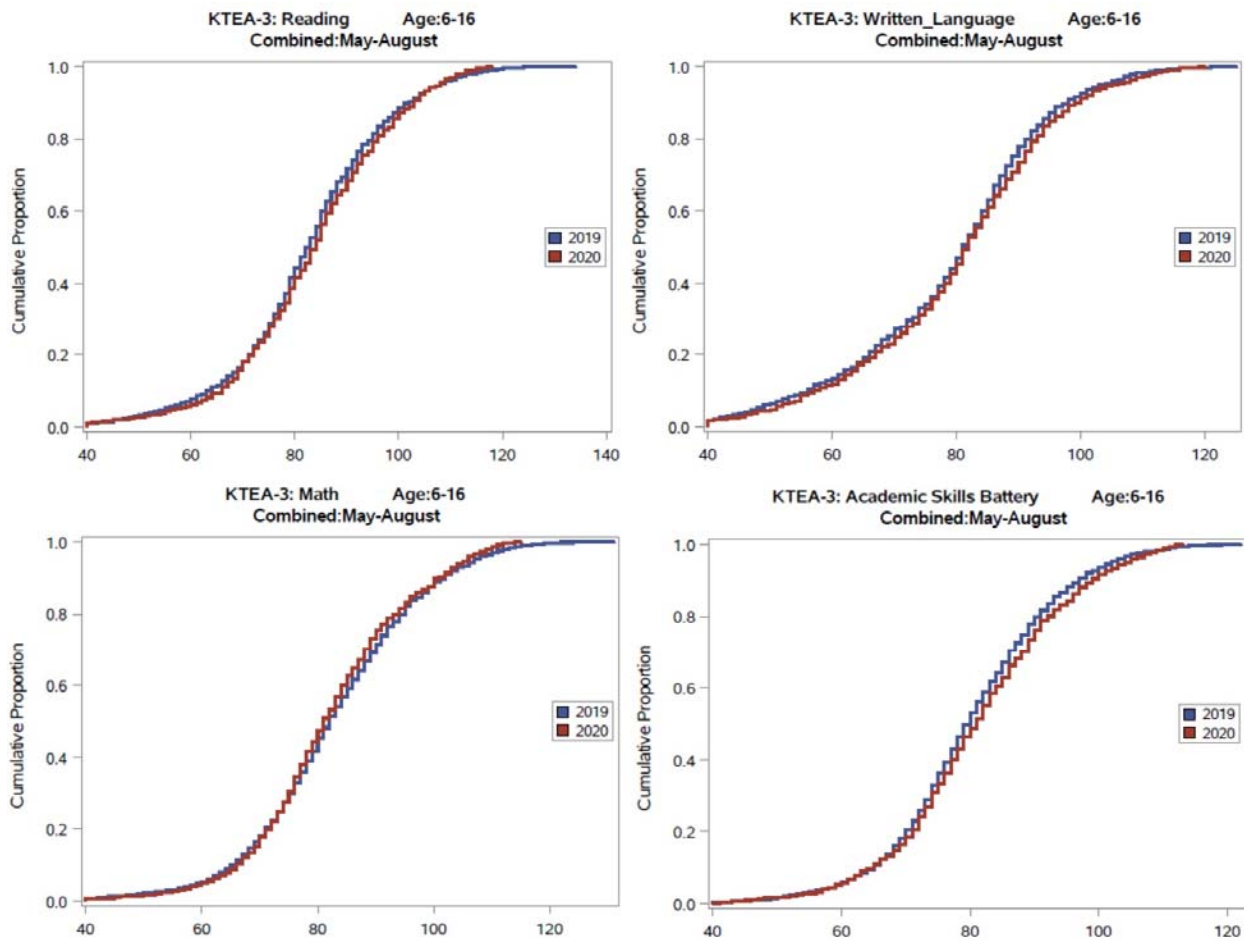 KTEA-3: Reading Age:6-16
Combined:May-August
1.0
0.8
0.6
0.4
0.2
0.0
Cumulative Proportion
2019
2020
40 60 80 100 120 140
KTEA-3: Written_Language Age:6-16
Combined:May-August
1.0
0.8
0.6
0.4
0.2
0.0
Cumulative Proportion
2019
2020
40 60 80 100 120
KTEA-3: Math Age:6-16
Combined:May-August
1.0
0.8
0.6
0.4
0.2
0.0
Cumulative Proportion
2019
2020
40 60 80 100 120
KTEA-3: Academic Skills Battery Age:6-16
Combined:May-August
1.0
0.8
0.6
0.4
0.2
0.0
Cumulative Proportion
2019
2020
40 60 80 100 120